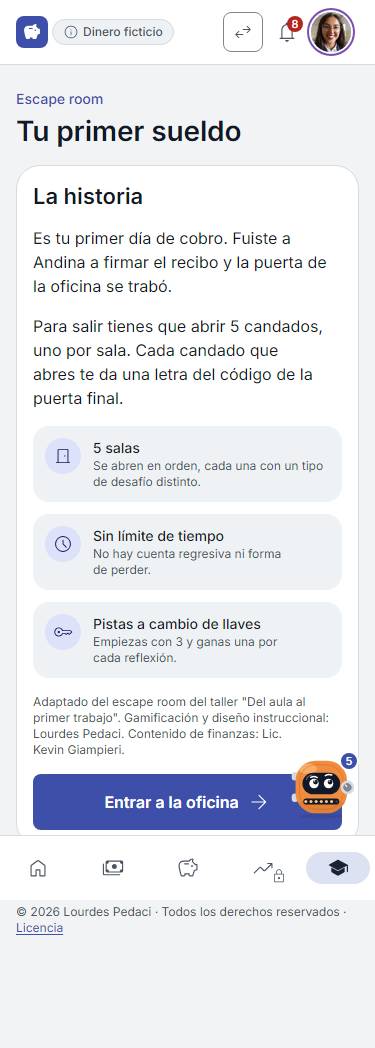 Dinero ficticio
8
Escape room
Tu primer sueldo
La historia
Es tu primer día de cobro. Fuiste a
Andina a firmar el recibo y la puerta de
la oficina se trabó.
Para salir tienes que abrir 5 candados,
uno por sala. Cada candado que
abres te da una letra del código de la
puerta final.
5 salas
Se abren en orden, cada una con un tipo
de desafío distinto.
Sin límite de tiempo
No hay cuenta regresiva ni forma
de perder.
Pistas a cambio de llaves
Empiezas con 3 y ganas una por
cada reflexión.
Adaptado del escape room del taller "Del aula al
primer trabajo". Gamificación y diseño instruccional:
Lourdes Pedaci. Contenido de finanzas: Lic.
Kevin Giampieri.
5
Entrar a la oficina
© 2026 Lourdes Pedaci · Todos los derechos reservados ·
Licencia